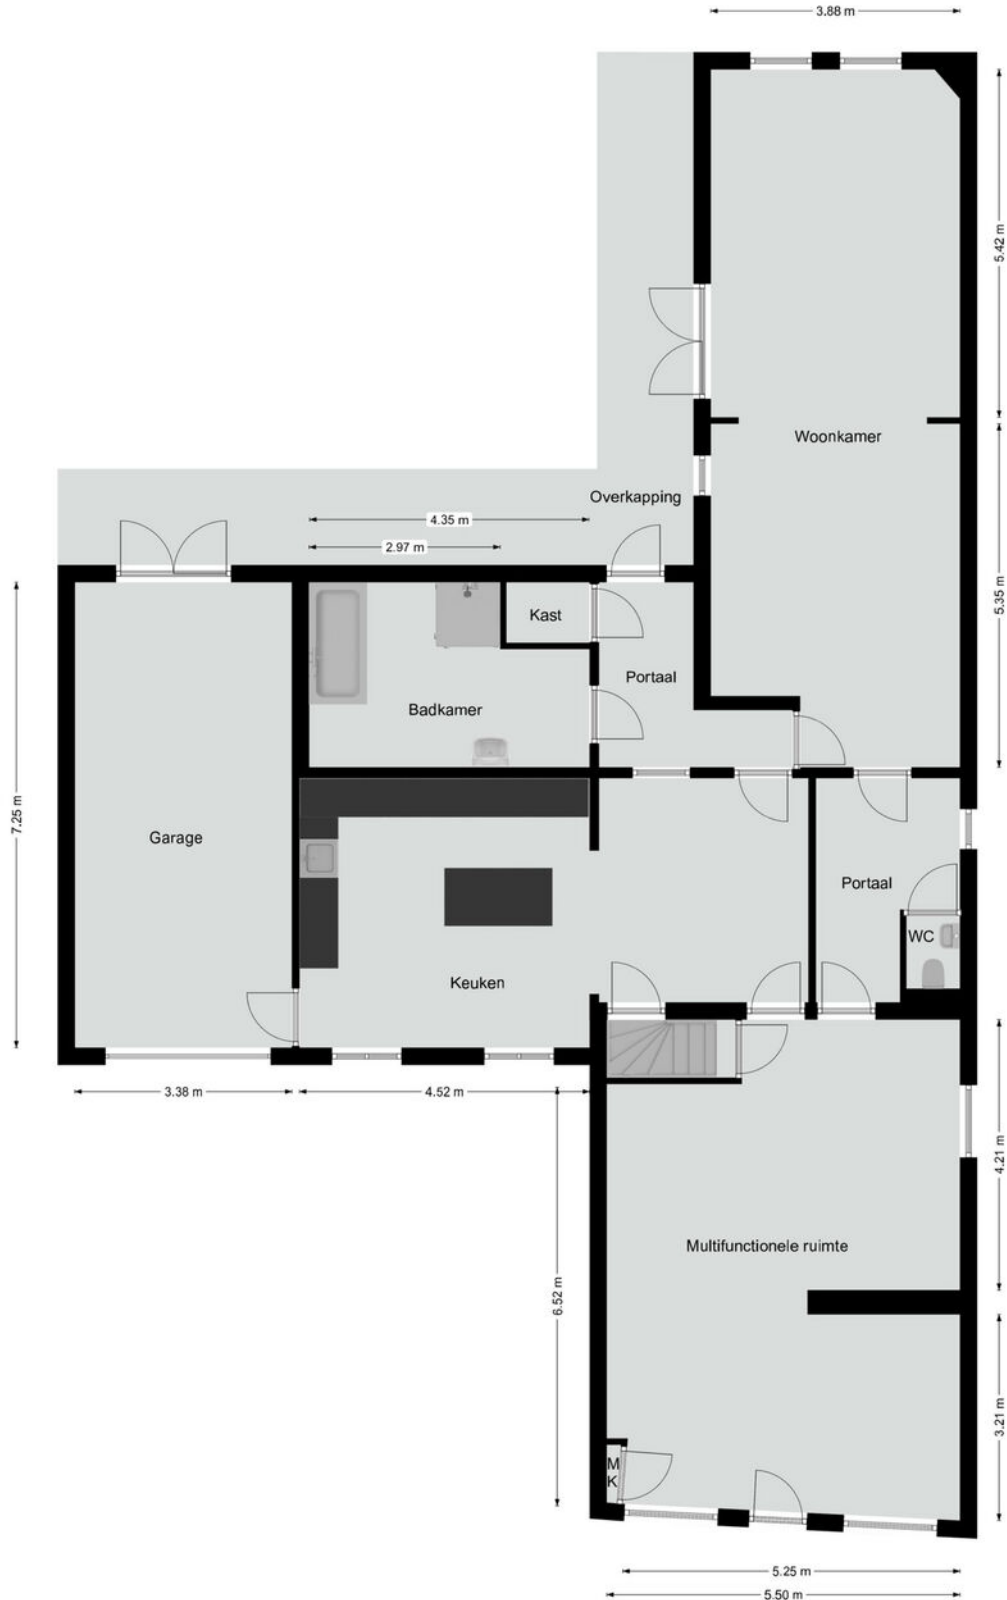 3.88 m
5.42 m
Woonkamer
Overkapping
4.35 m
2.97 m
5.35 m
Kast
Portaal
Badkamer
7.25 m
Garage
Portaal
WC
Keuken
3.38 m
4.52 m
4.21 m
Multifunctionele ruimte
6.52 m
3.21 m
M
K
5.25 m
5.50 m